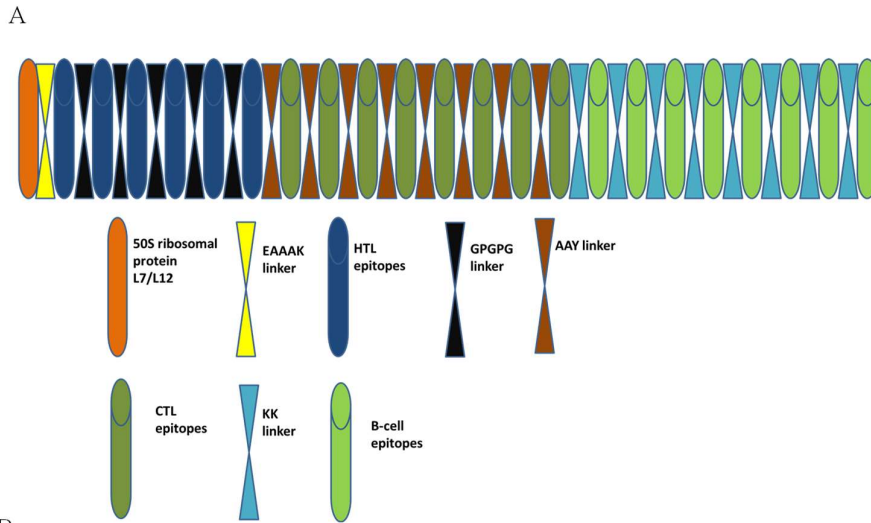 A
50S ribosomal
protein
L7/L12
EAAAK
linker
HTL
epitopes
GPGPG
linker
AAY linker
CTL
epitopes
KK
linker
B-cell
epitopes